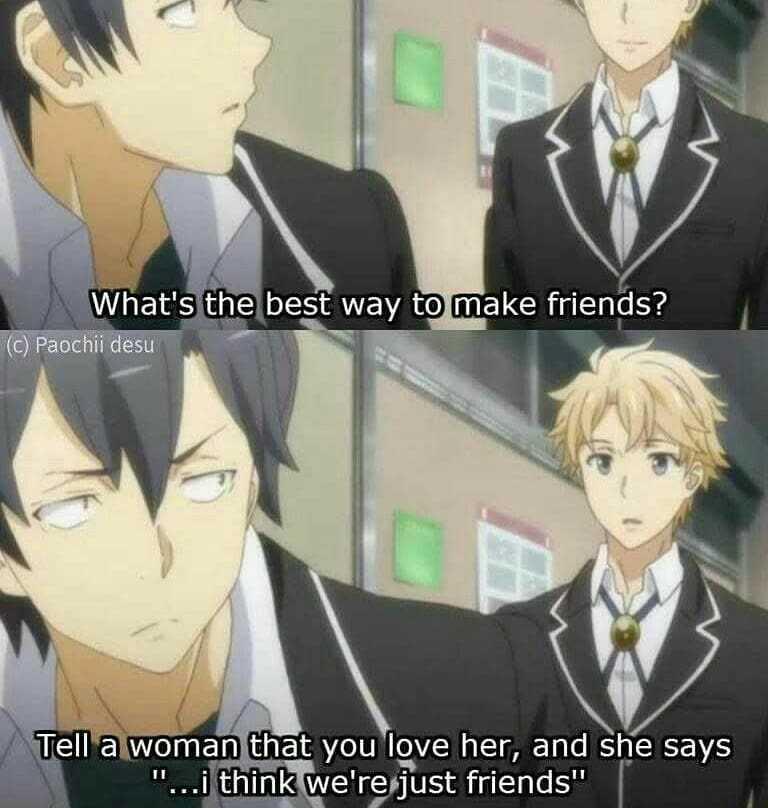 What's the best way to make friends?
(c) Paochii desu
Tell a woman that you love her, and she says
"...i think we're just friends"